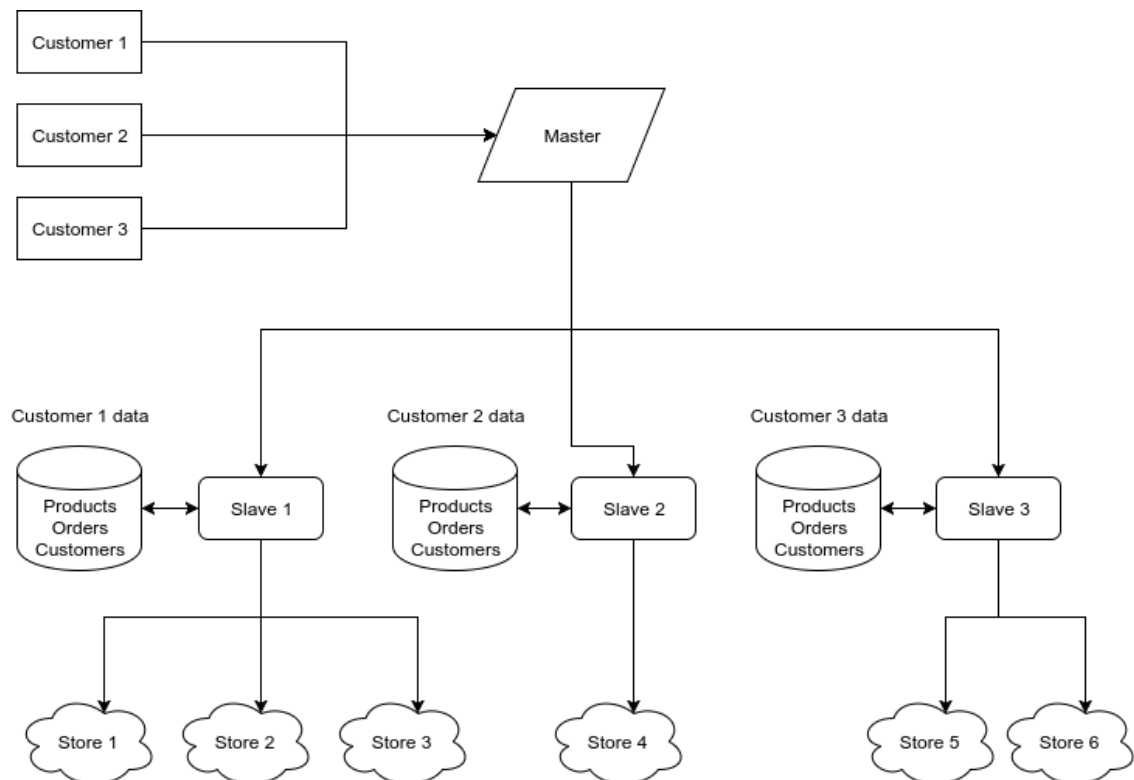 Customer 1
Customer 2
Master
Customer 3
Customer 1 data
Customer 2 data
Customer 3 data
Products
Orders
Customers
Slave 1
Products
Orders
Customers
Slave 2
Products
Orders
Customers
Slave 3
Store 1
Store 2
Store 3
Store 4
Store 5
Store 6